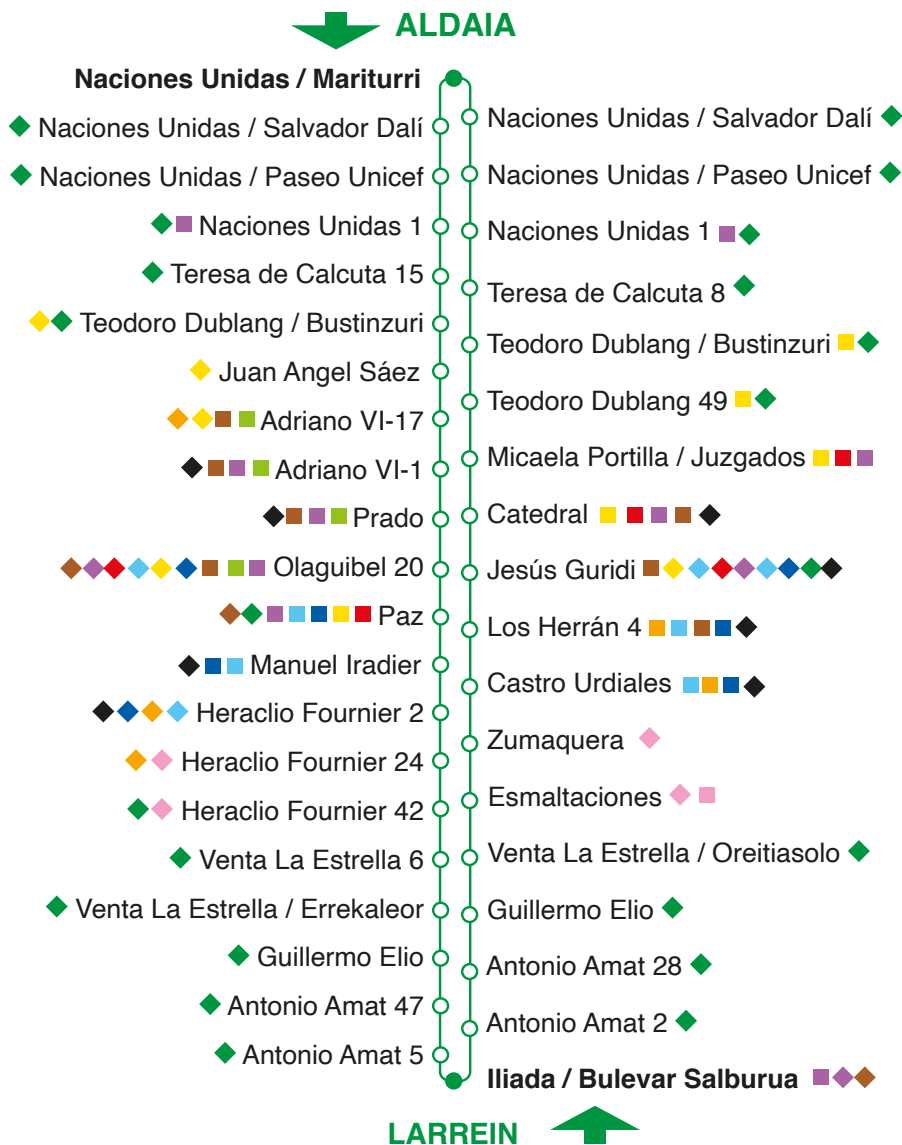 ALDAIA
Naciones Unidas / Mariturri
Naciones Unidas / Salvador Dalí
Naciones Unidas / Paseo Unicef
Naciones Unidas 1
Teresa de Calcuta 15
Teodoro Dublang / Bustinzuri
Juan Angel Sáez
Adriano VI-17
Adriano VI-1
Prado
Olaguibel 20
Paz
Manuel Iradier
Heraclio Fournier 2
Heraclio Fournier 24
Heraclio Fournier 42
Venta La Estrella 6
Venta La Estrella / Errekaleor
Guillermo Elio
Antonio Amat 47
Antonio Amat 5
Naciones Unidas / Salvador Dalí
Naciones Unidas / Paseo Unicef
Naciones Unidas 1
Teresa de Calcuta 8
Teodoro Dublang / Bustinzuri
Teodoro Dublang 49
Micaela Portilla / Juzgados
Catedral
Jesús Guridi
Los Herrán 4
Castro Urdiales
Zumaquera
Esmaltaciones
Venta La Estrella / Oreitiasolo
Guillermo Elio
Antonio Amat 28
Antonio Amat 2
Iliada / Bulevar Salburua
LARREIN